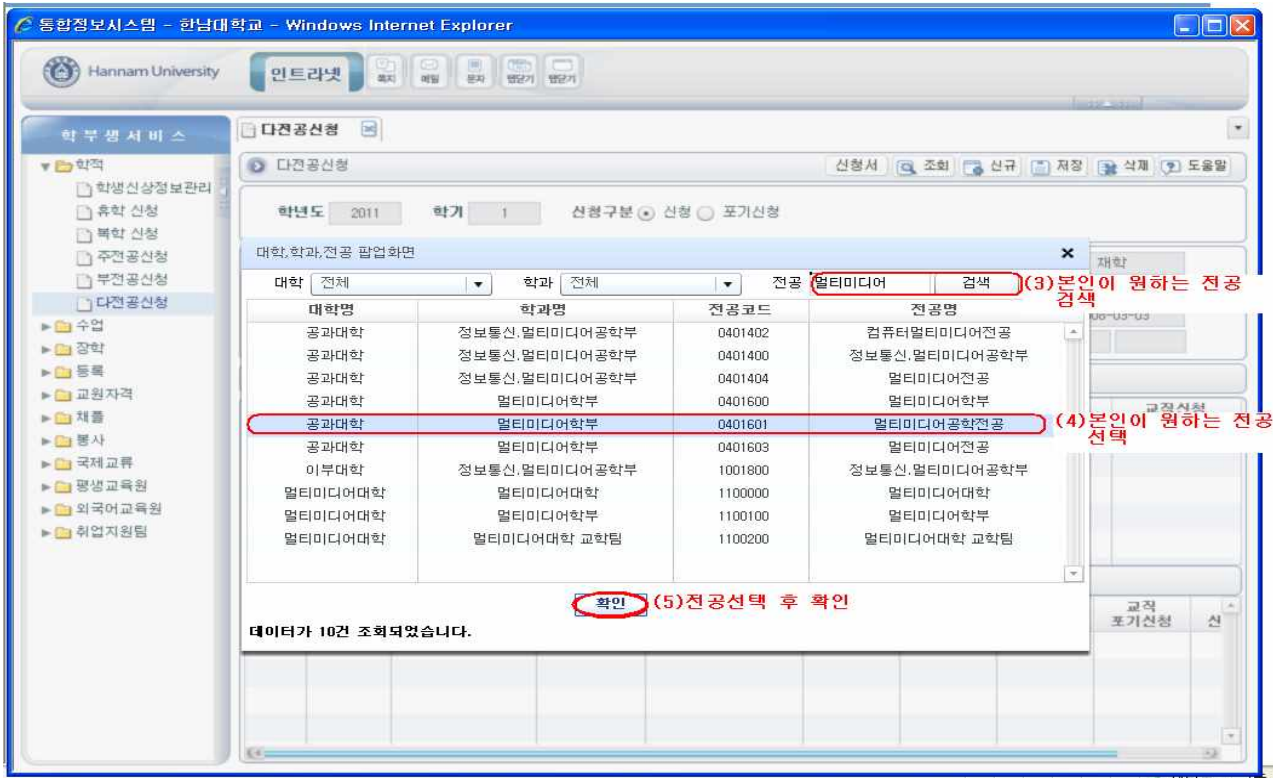 통합정보시스템 - 한남대학교 - Windows Internet Explorer
Hannam University
인트라넷
쪽지 메일 문자 탭닫기 탭닫기
학부생서비스
다전공신청
학적
학생신상정보관리
휴학 신청
복학 신청
주전공신청
부전공신청
다전공신청
수업
장학
등록
교원자격
채플
봉사
국제교류
평생교육원
외국어교육원
취업지원팀
다전공신청 신청서 조회 신규 저장 삭제 도움말
학년도 2011 학기 1 신청구분 신청 포기신청
대학,학과,전공 팝업화면
재학
대학 전체 학과 전체 전공 멀티미디어 검색
(3)본인이 원하는 전공
검색
대학명 학과명 전공코드 전공명
공과대학 정보통신.멀티미디어공학부 0401402 컴퓨터멀티미디어전공
공과대학 정보통신.멀티미디어공학부 0401400 정보통신.멀티미디어공학부
공과대학 정보통신.멀티미디어공학부 0401404 멀티미디어전공
공과대학 멀티미디어학부 0401600 멀티미디어학부
공과대학 멀티미디어학부 0401601 멀티미디어공학전공
공과대학 멀티미디어학부 0401603 멀티미디어전공
이부대학 정보통신.멀티미디어공학부 1001800 정보통신.멀티미디어공학부
멀티미디어대학 멀티미디어대학 1100000 멀티미디어대학
멀티미디어대학 멀티미디어학부 1100100 멀티미디어학부
멀티미디어대학 멀티미디어대학 교학팀 1100200 멀티미디어대학 교학팀
교직신청
(4)본인이 원하는 전공
선택
확인
(5)전공선택 후 확인
데이터가 10건 조회되었습니다.
교직
포기신청
신